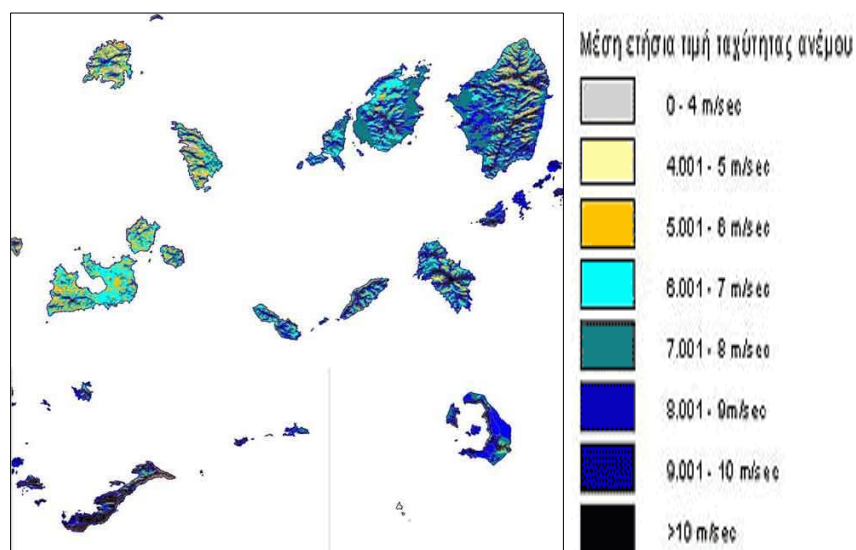 Μέση ετήσια τιμή ταχύτητας ανέμου
0 - 4 m/sec
4.001 - 5 m/sec
5.001 - 6 m/sec
6.001 - 7 m/sec
7.001 - 8 m/sec
8.001 - 9m/sec
9.001 - 10 m/sec
>10 m/sec